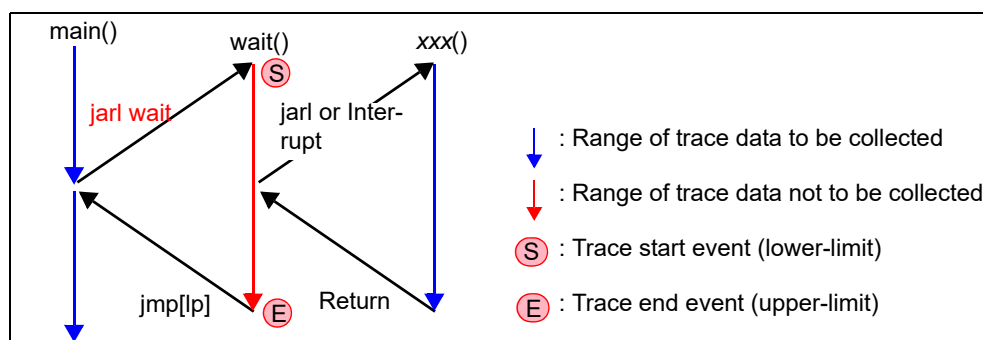 main()
wait()
xxx()
S
jarl wait
jarl or Inter-
rupt
: Range of trace data to be collected
: Range of trace data not to be collected
S : Trace start event (lower-limit)
jmp[lp]
E
Return
E : Trace end event (upper-limit)